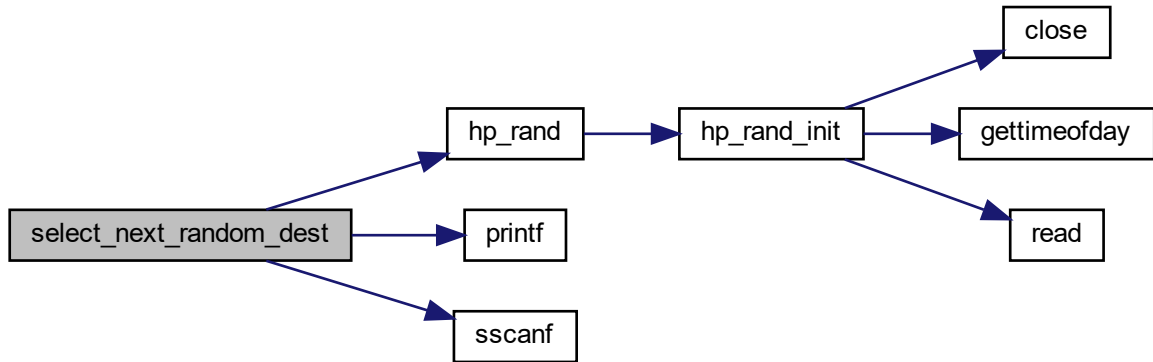 select_next_random_dest
hp_rand
printf
sscanf
hp_rand_init
close
gettimeofday
read